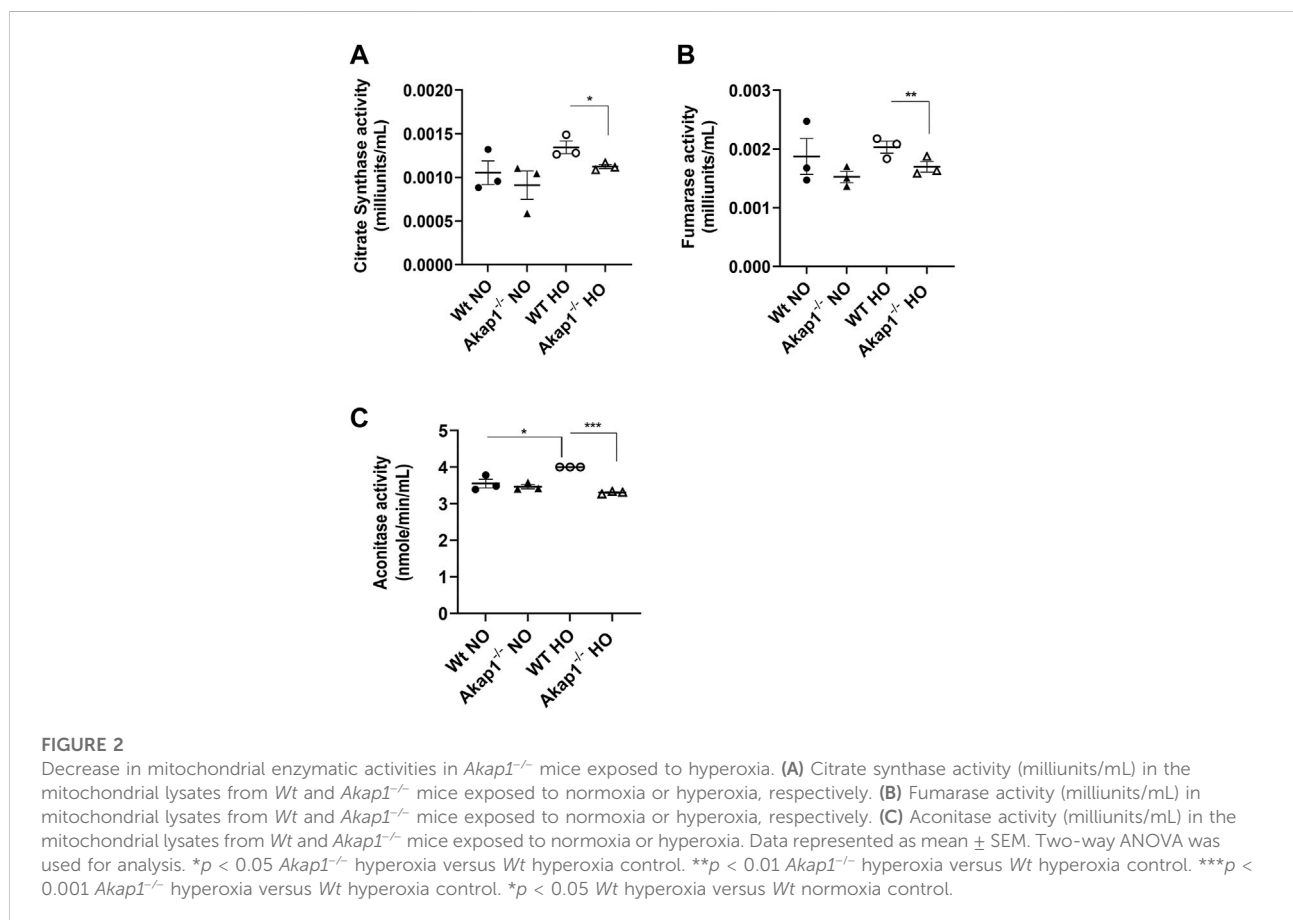 A
Citrate Synthase activity
(milliunits/mL)
0.0020
0.0015
0.0010
0.0005
0.0000
*
Wt NO
Akap1-/- NO
WT HO
Akap1-/- HO
B
Fumarase activity
(milliunits/mL)
0.003
0.002
0.001
0.000
**
Wt NO
Akap1-/- NO
WT HO
Akap1-/- HO
C
Aconitase activity
(nmole/min/mL)
5
4
3
2
1
0
*
***
Wt NO
Akap1-/- NO
WT HO
Akap1-/- HO
FIGURE 2
Decrease in mitochondrial enzymatic activities in Akap1−/− mice exposed to hyperoxia. (A) Citrate synthase activity (milliunits/mL) in the
mitochondrial lysates from Wt and Akap1−/− mice exposed to normoxia or hyperoxia, respectively. (B) Fumarase activity (milliunits/mL) in
mitochondrial lysates from Wt and Akap1−/− mice exposed to normoxia or hyperoxia, respectively. (C) Aconitase activity (milliunits/mL) in the
mitochondrial lysates from Wt and Akap1−/− mice exposed to normoxia or hyperoxia. Data represented as mean ± SEM. Two-way ANOVA was
used for analysis. *p < 0.05 Akap1−/− hyperoxia versus Wt hyperoxia control. **p < 0.01 Akap1−/− hyperoxia versus Wt hyperoxia control. ***p <
0.001 Akap1−/− hyperoxia versus Wt hyperoxia control. *p < 0.05 Wt hyperoxia versus Wt normoxia control.